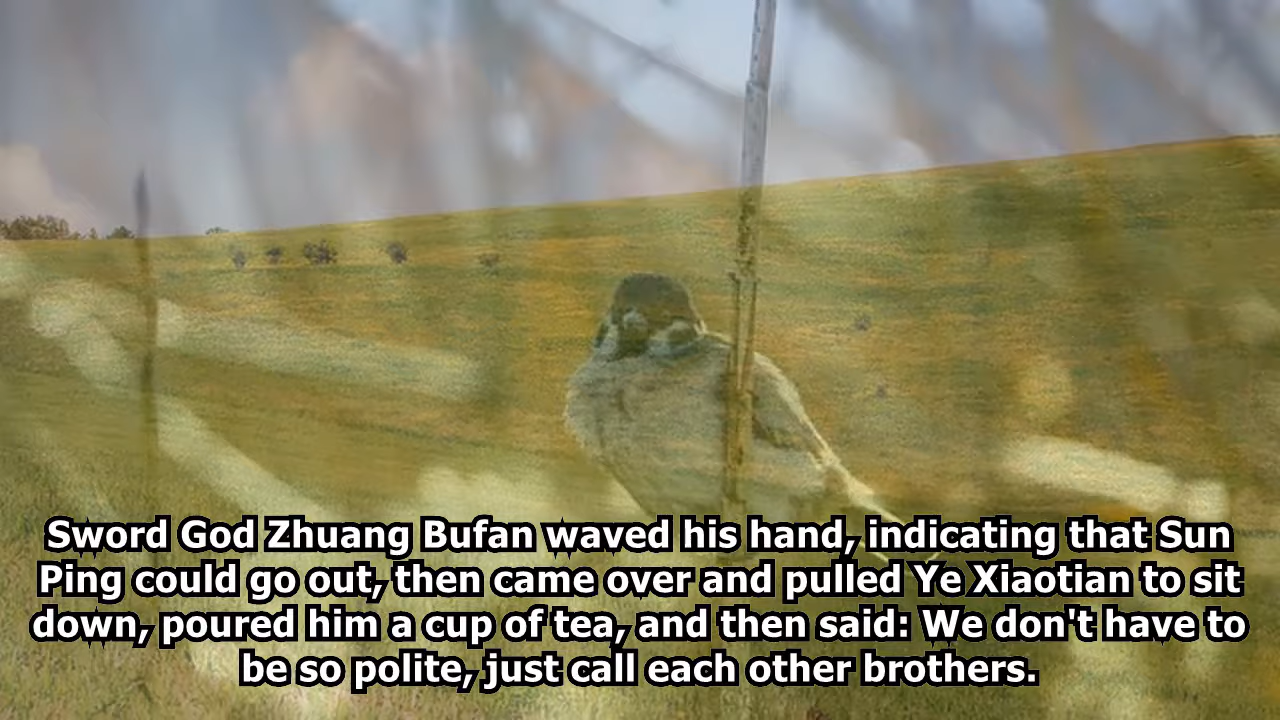 Sword God Zhuang Bufan waved his hand, indicating that Sun
Ping could go out, then came over and pulled Ye Xiaotian to sit
down, poured him a cup of tea, and then said: We don't have to
be so polite, just call each other brothers.